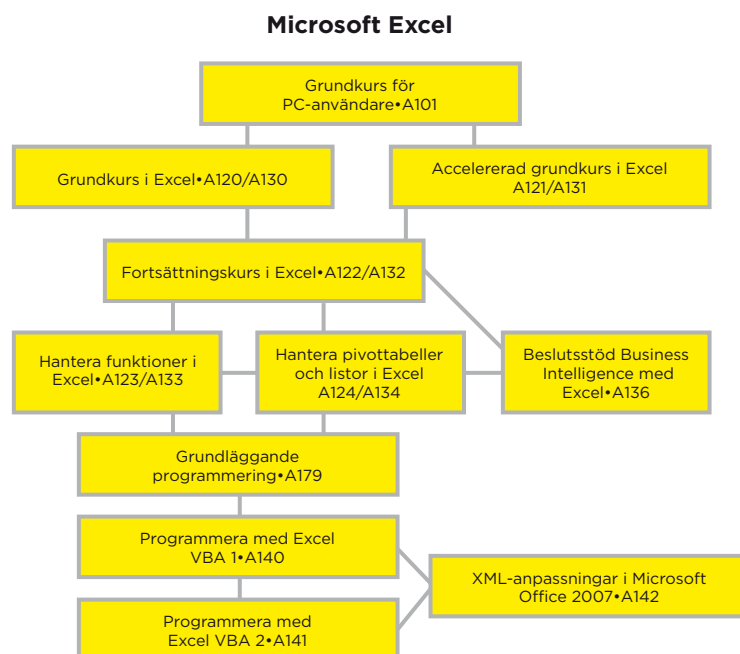 Microsoft Excel
Grundkurs för
PC-användare•A101
Grundkurs i Excel•A120/A130
Accelererad grundkurs i Excel
A121/A131
Fortsättningskurs i Excel•A122/A132
Hantera funktioner i
Excel•A123/A133
Hantera pivottabeller
och listor i Excel
A124/A134
Beslutsstöd Business
Intelligence med
Excel•A136
Grundläggande
programmering•A179
Programmera med Excel
VBA 1•A140
XML-anpassningar i Microsoft
Office 2007•A142
Programmera med
Excel VBA 2•A141